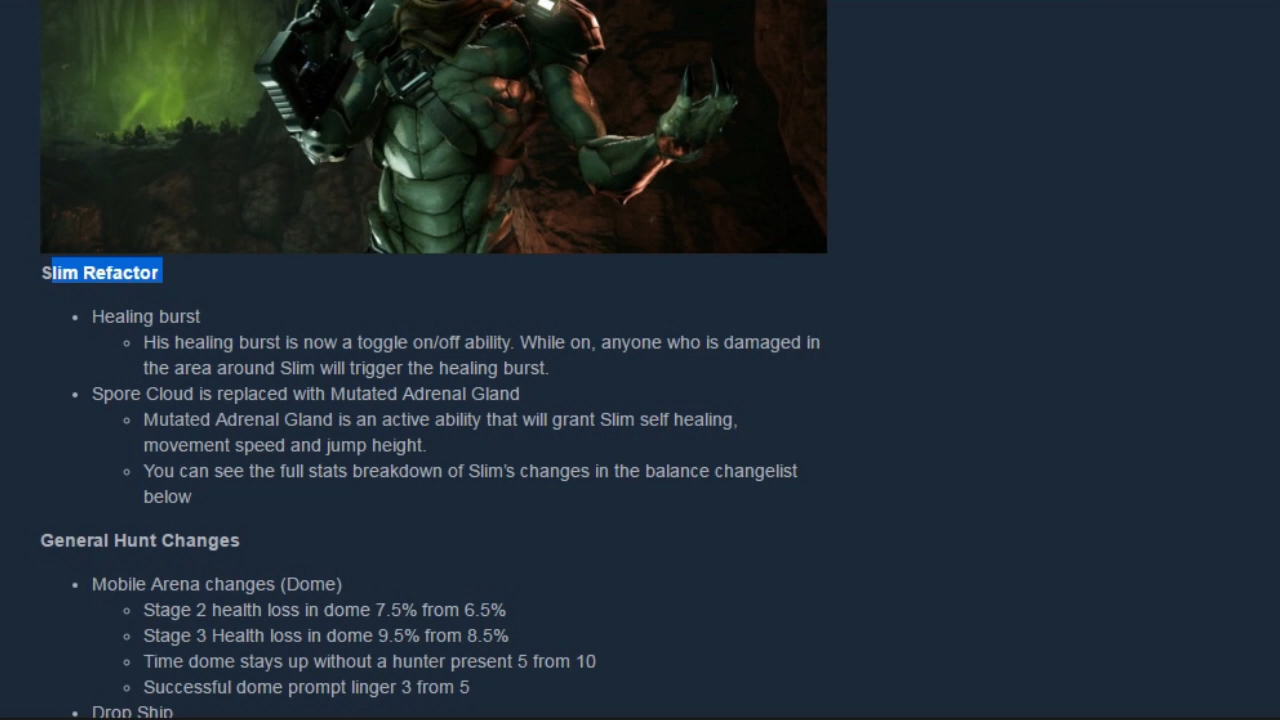 Slim Refactor
Healing burst
His healing burst is now a toggle on/off ability. While on, anyone who is damaged in
the area around Slim will trigger the healing burst.
Spore Cloud is replaced with Mutated Adrenal Gland
Mutated Adrenal Gland is an active ability that will grant Slim self healing,
movement speed and jump height.
You can see the full stats breakdown of Slim's changes in the balance changelist
below
General Hunt Changes
Mobile Arena changes (Dome)
Stage 2 health loss in dome 7.5% from 6.5%
Stage 3 Health loss in dome 9.5% from 8.5%
Time dome stays up without a hunter present 5 from 10
Successful dome prompt linger 3 from 5
Drop Ship